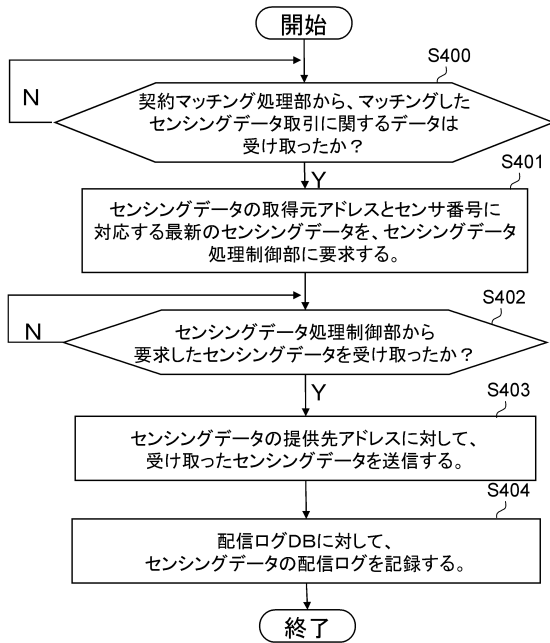 開始
S400
N
契約マッチング処理部から、マッチングした
センシングデータ取引に関するデータは
受け取ったか？
Y
S401
センシングデータの取得元アドレスとセンサ番号に
対応する最新のセンシングデータを、センシングデータ
処理制御部に要求する。
S402
N
センシングデータ処理制御部から
要求したセンシングデータを受け取ったか？
Y
S403
センシングデータの提供先アドレスに対して、
受け取ったセンシングデータを送信する。
S404
配信ログDBに対して、
センシングデータの配信ログを記録する。
終了